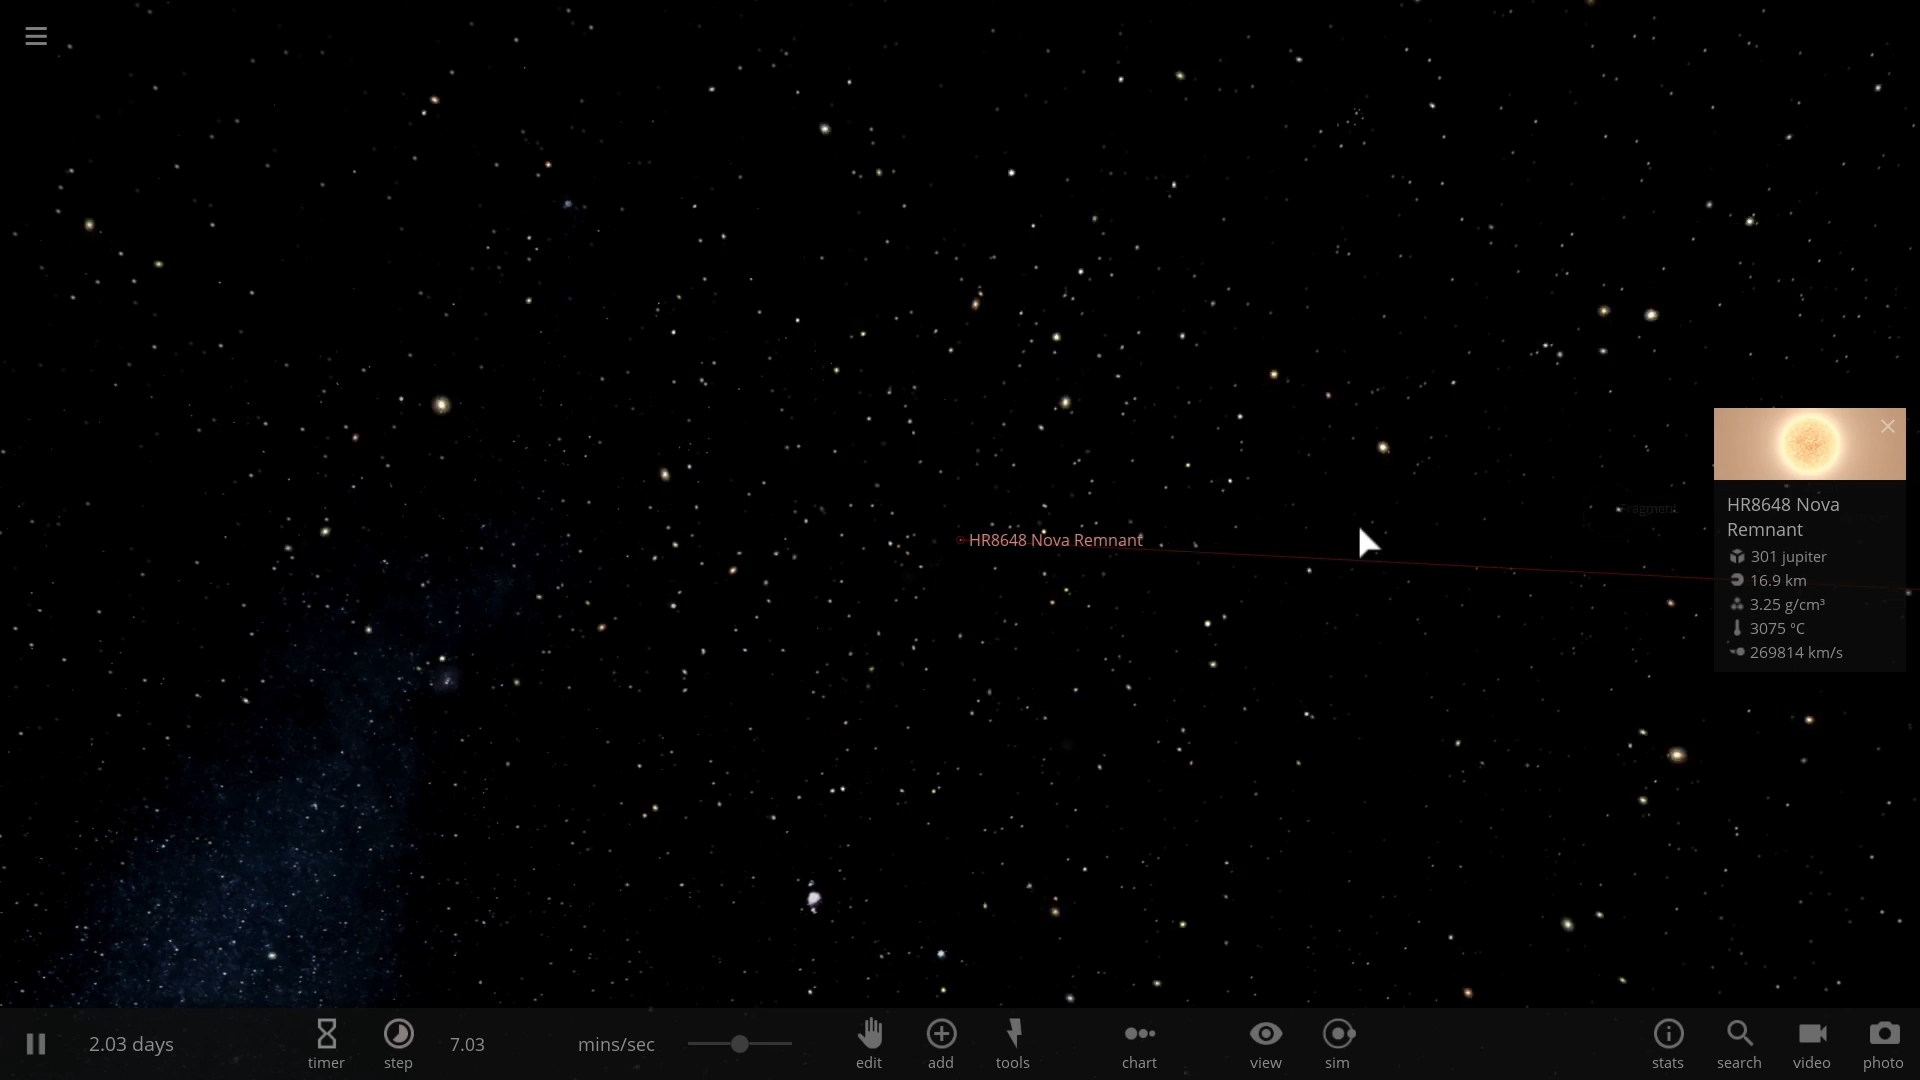 Fragment
HR8648 Nova Remnant
HR8648 Nova
Remnant
301 jupiter
16.9 km
3.25 g/cm³
3075 °C
269814 km/s
2.03 days
timer
step
7.03
mins/sec
edit
add
tools
chart
view
sim
stats
search
video
photo